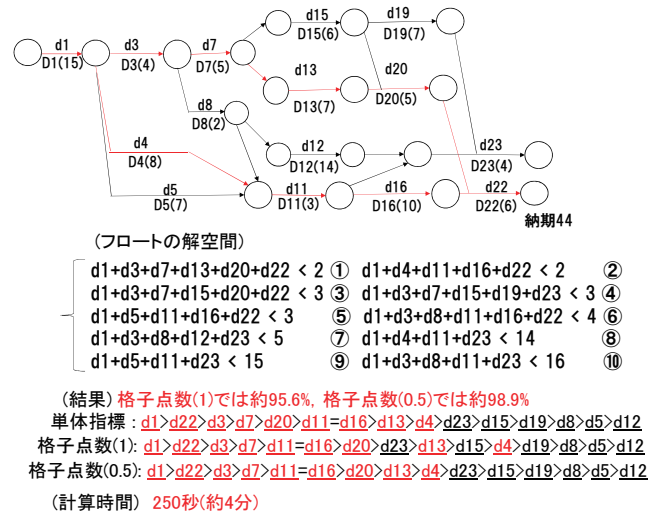 d15
D15(6)
d19
D19(7)
d1
D1(15)
d3
D3(4)
d7
D7(5)
d13
D13(7)
d20
D20(5)
d8
D8(2)
d4
D4(8)
d12
D12(14)
d23
D23(4)
d5
D5(7)
d11
D11(3)
d16
D16(10)
d22
D22(6)
納期44
(フロートの解空間)
d1+d3+d7+d13+d20+d22 < 2 ① d1+d4+d11+d16+d22 < 2 ②
d1+d3+d7+d15+d20+d22 < 3 ③ d1+d3+d7+d15+d19+d23 < 3 ④
d1+d5+d11+d16+d22 < 3 ⑤ d1+d3+d8+d11+d16+d22 < 4 ⑥
d1+d3+d8+d12+d23 < 5 ⑦ d1+d4+d11+d23 < 14 ⑧
d1+d5+d11+d23 < 15 ⑨ d1+d3+d8+d11+d23 < 16 ⑩
(結果) 格子点数(1)では約95.6%, 格子点数(0.5)では約98.9%
単体指標 : d1>d22>d3>d7>d20>d11=d16>d13>d4>d23>d15>d19>d8>d5>d12
格子点数(1): d1>d22>d3>d7>d11=d16>d20>d23>d13>d15>d4>d19>d8>d5>d12
格子点数(0.5): d1>d22>d3>d7>d11=d16>d20>d13>d4>d23>d15>d19>d8>d5>d12
(計算時間) 250秒(約4分)